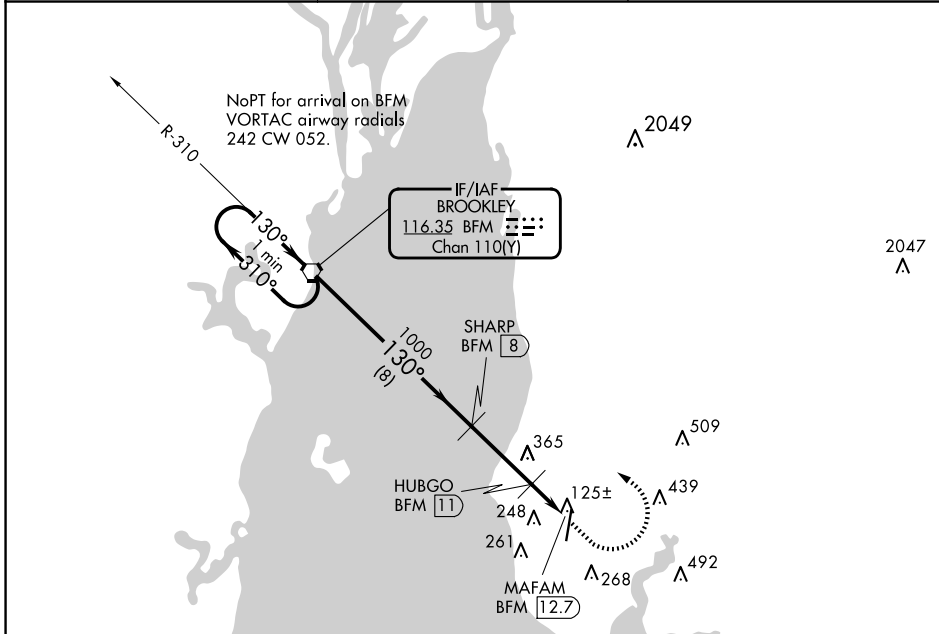 NoPT for arrival on BFM
VORTAC airway radials
242 CW 052.
2049
R-310
IF/IAF
BROOKLEY
116.35 BFM
Chan 110(Y)
130°
1 min
310°
2047
SHARP
BFM 8
1000
130°
(8)
509
365
HUBGO
BFM 11
125±
439
248
261
268
492
MAFAM
BFM 12.7